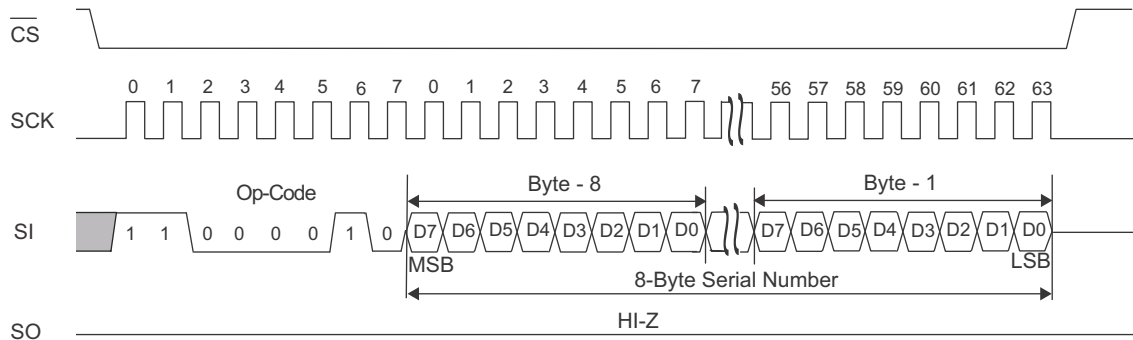 CS
0 1 2 3 4 5 6 7 0 1 2 3 4 5 6 7 56 57 58 59 60 61 62 63
SCK
Op-Code Byte - 8 Byte - 1
SI 1 1 0 0 0 0 1 0 D7 D6 D5 D4 D3 D2 D1 D0 D7 D6 D5 D4 D3 D2 D1 D0
MSB LSB
8-Byte Serial Number
HI-Z
SO